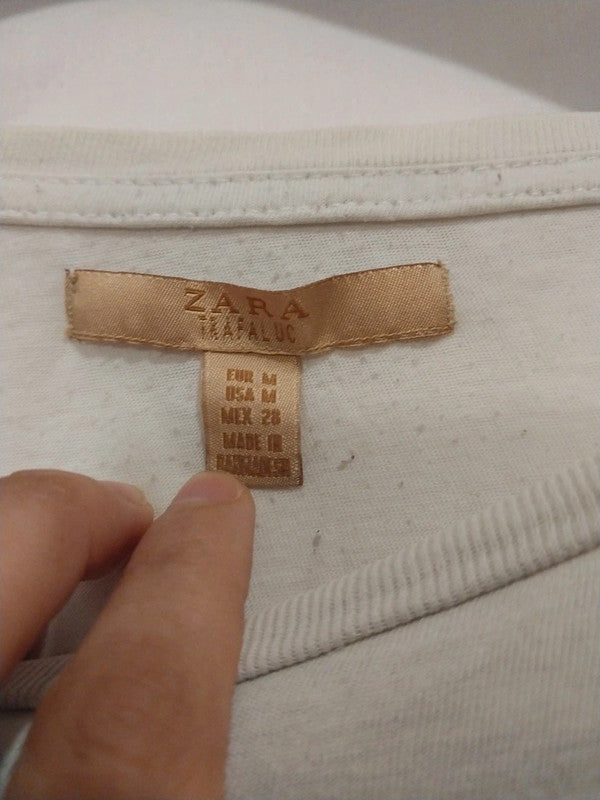 ZARA
TRAFALUC
EUR M
USA M
MEX 28
MADE IN
BANGLADESH